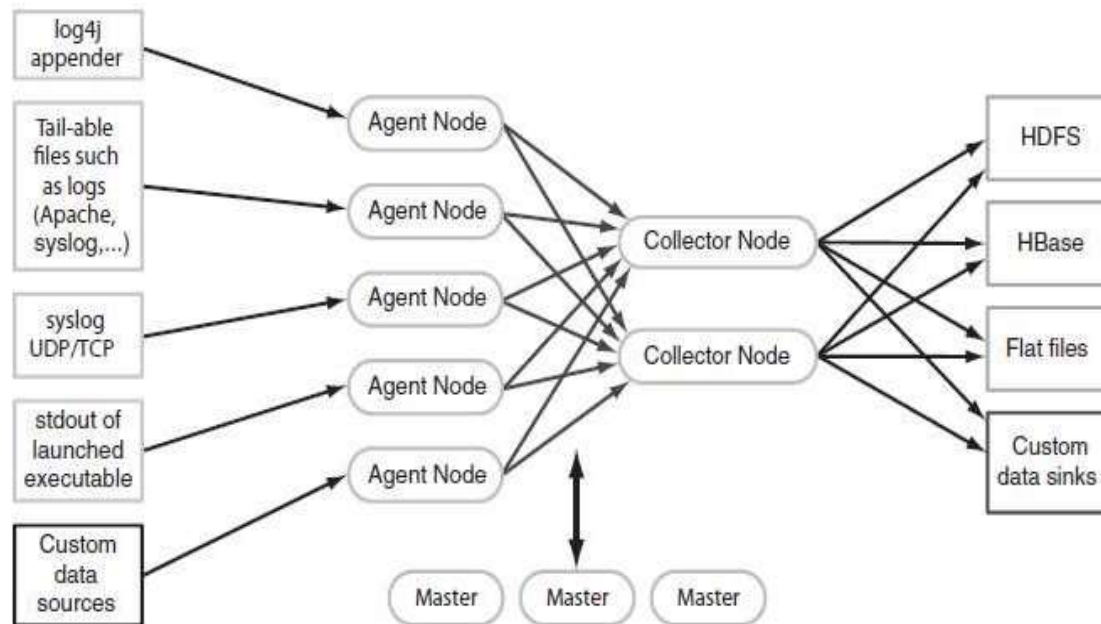 log4j
appender
Tail-able
files such
as logs
(Apache,
syslog,...)
syslog
UDP/TCP
stdout of
launched
executable
Custom
data
sources
Agent Node
Agent Node
Agent Node
Agent Node
Agent Node
Collector Node
Collector Node
Master
Master
Master
HDFS
HBase
Flat files
Custom
data sinks